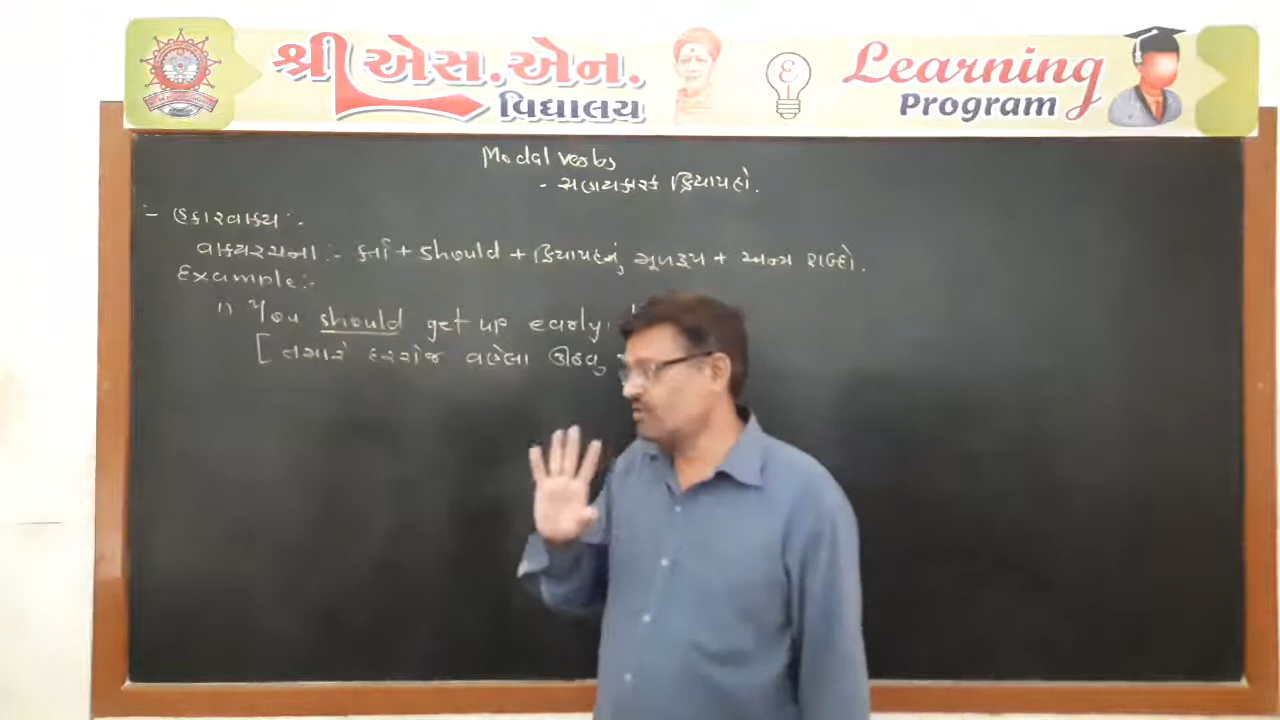 શ્રી એસ.એન.
વિદ્યાલય
Learning
Program
Modal verbs
- સહાયકારક ક્રિયાપદો.
:- હકારવાક્ય :-
વાક્યરચના :- કર્તા + should + ક્રિયાપદનું મૂળરૂપ + અન્ય શબ્દો.
Example:-
1) You should get up early
[ તમારે દરરોજ વહેલા ઊઠવુ